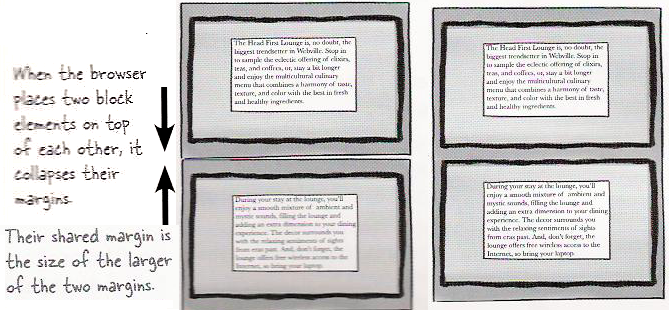 When the browser
places two block
elements on top
of each other, it
collapses their
margins.
Their shared margin is
the size of the larger
of the two margins.
The Head First Lounge is, no doubt, the
biggest trendsetter in Webville. Stop in
to sample the eclectic offering of elixirs,
teas, and coffees, or, stay a bit longer
and enjoy the multicultural culinary
menu that combines a harmony of taste,
texture, and color with the best in fresh
and healthy ingredients.
During your stay at the lounge, you'll
enjoy a smooth mixture of ambient and
mystic sounds, filling the lounge and
adding an extra dimension to your dining
experience. The decor surrounds you
with the relaxing sentiments of sights
from eras past. And, don't forget, the
lounge offers free wireless access to the
Internet, so bring your laptop.
The Head First Lounge is, no doubt, the
biggest trendsetter in Webville. Stop in
to sample the eclectic offering of elixirs,
teas, and coffees, or, stay a bit longer
and enjoy the multicultural culinary
menu that combines a harmony of taste,
texture, and color with the best in fresh
and healthy ingredients.
During your stay at the lounge, you'll
enjoy a smooth mixture of ambient and
mystic sounds, filling the lounge and
adding an extra dimension to your dining
experience. The decor surrounds you
with the relaxing sentiments of sights
from eras past. And, don't forget, the
lounge offers free wireless access to the
Internet, so bring your laptop.